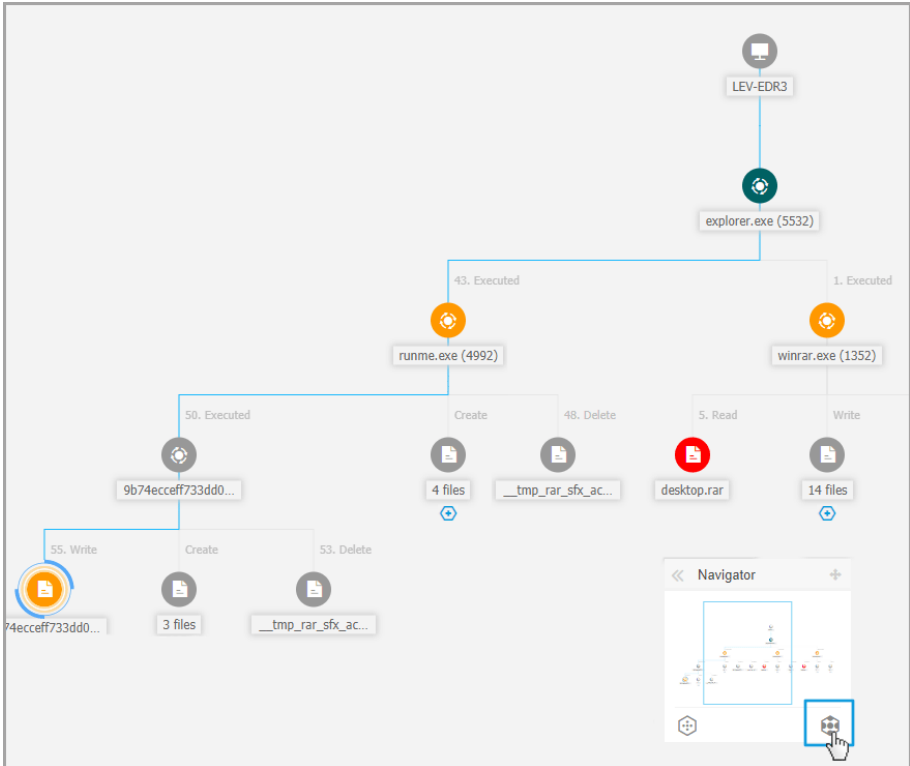 LEV-EDR3
explorer.exe (5532)
43. Executed
1. Executed
runme.exe (4992)
winrar.exe (1352)
50. Executed
Create
48. Delete
5. Read
Write
9b74ecceff733dd0...
4 files
__tmp_rar_sfx_ac...
desktop.rar
14 files
55. Write
Create
53. Delete
74ecceff733dd0...
3 files
__tmp_rar_sfx_ac...
Navigator